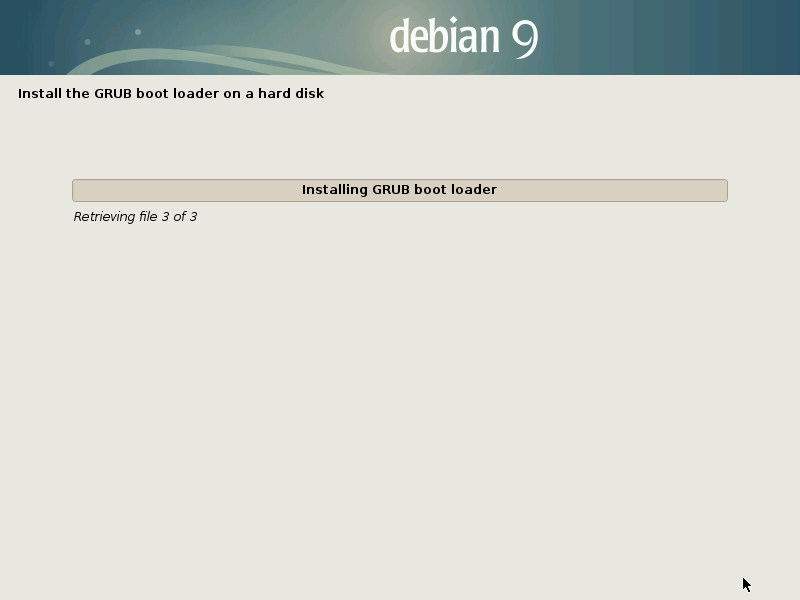 debian 9
Install the GRUB boot loader on a hard disk
Installing GRUB boot loader
Retrieving file 3 of 3